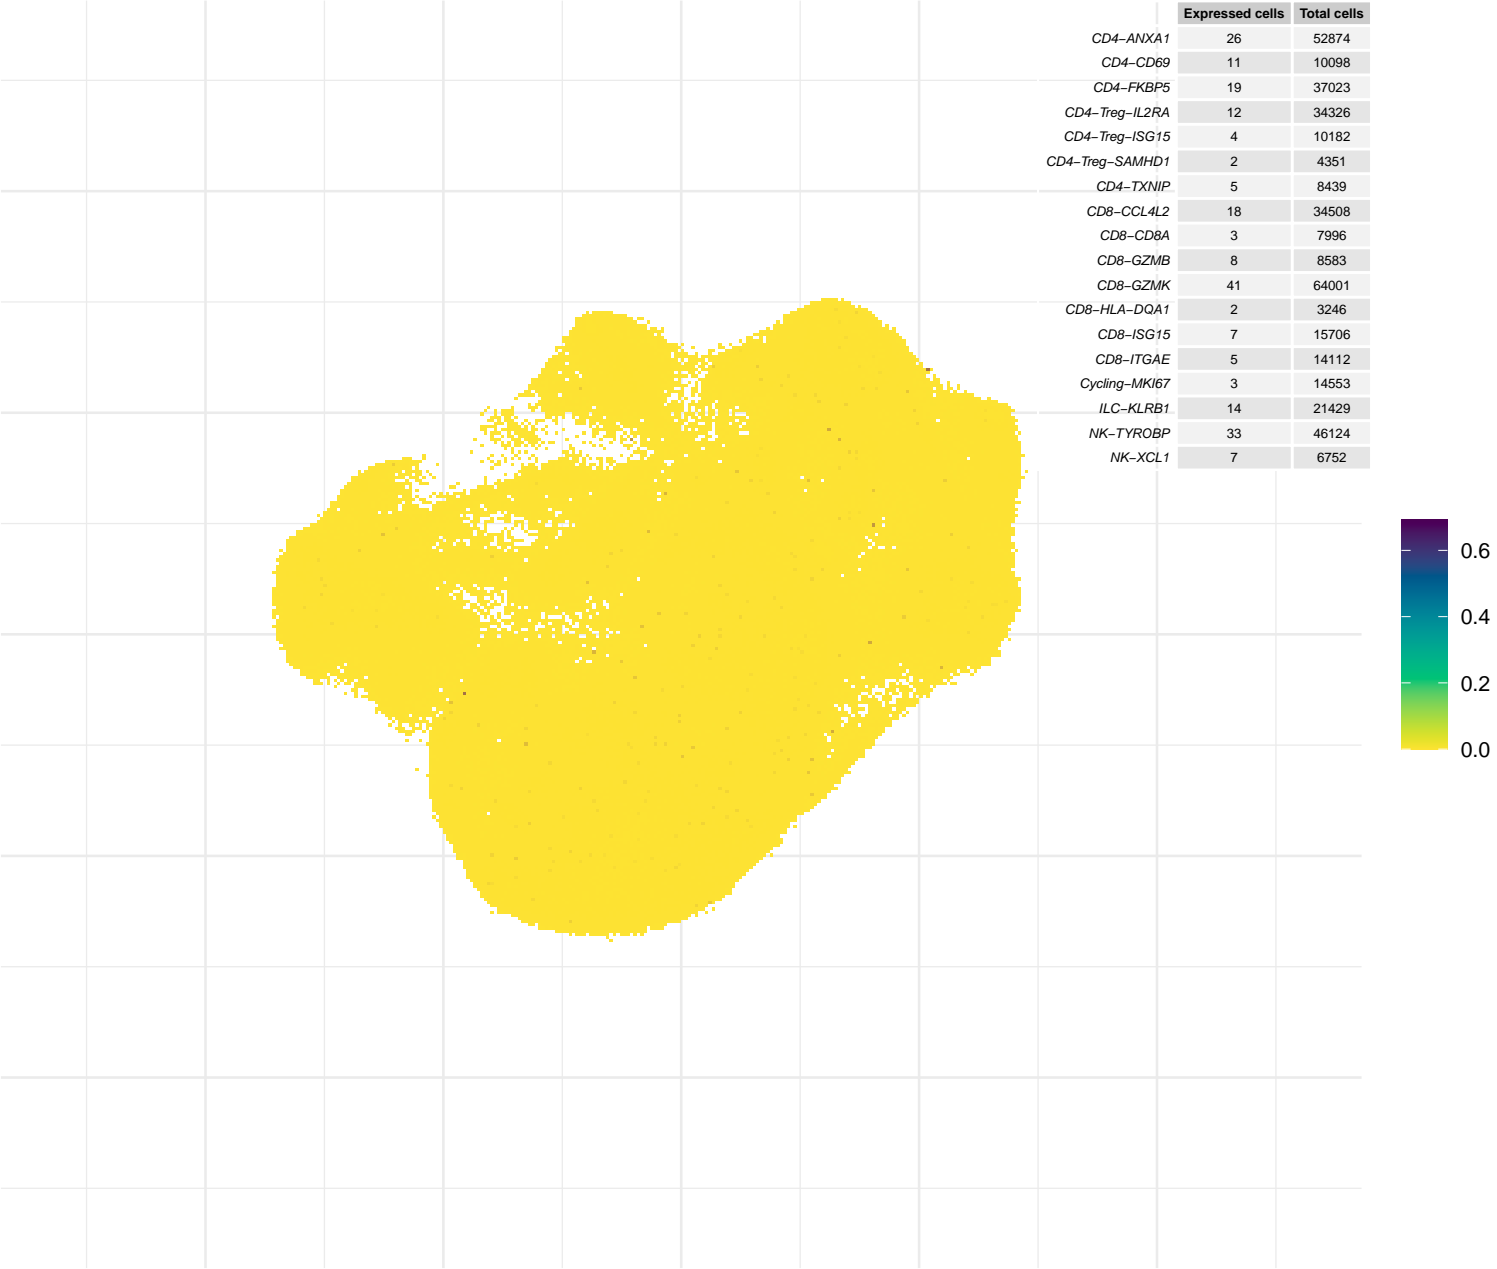 Expressed cells Total cells
CD4−ANXA1 26 52874
CD4−CD69 11 10098
CD4−FKBP5 19 37023
CD4−Treg−IL2RA 12 34326
CD4−Treg−ISG15 4 10182
CD4−Treg−SAMHD1 2 4351
CD4−TXNIP 5 8439
CD8−CCL4L2 18 34508
CD8−CD8A 3 7996
CD8−GZMB 8 8583
CD8−GZMK 41 64001
CD8−HLA−DQA1 2 3246
CD8−ISG15 7 15706
CD8−ITGAE 5 14112
Cycling−MKI67 3 14553
ILC−KLRB1 14 21429
NK−TYROBP 33 46124
NK−XCL1 7 6752
0.6
0.4
0.2
0.0